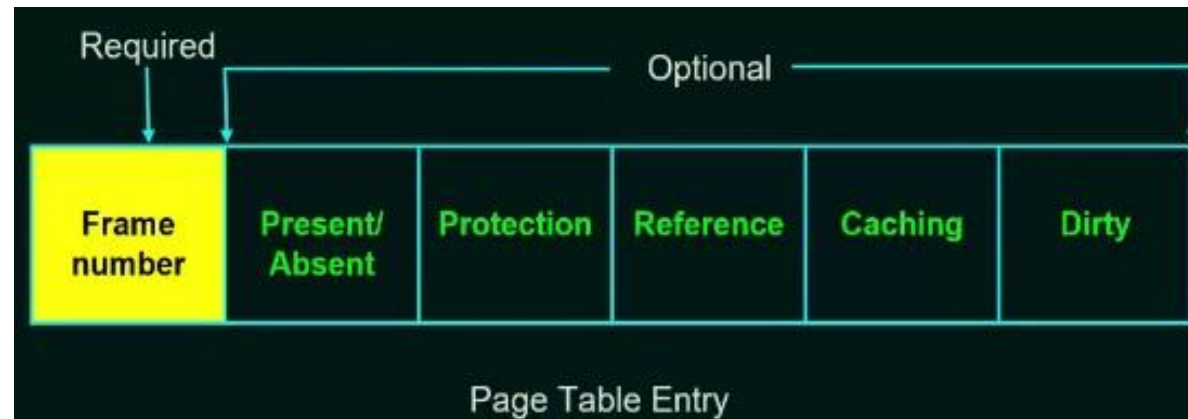 Required
Optional
Frame
number
Present/
Absent
Protection
Reference
Caching
Dirty
Page Table Entry